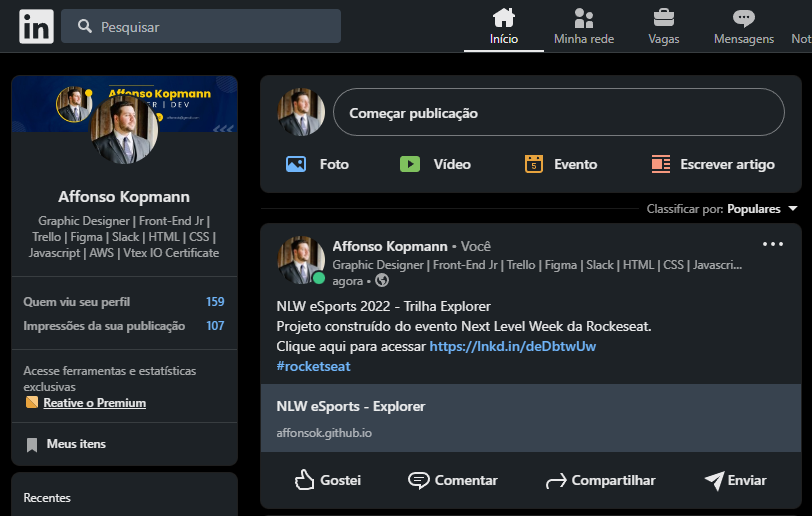 in
Pesquisar
Início
Minha rede
Vagas
Mensagens
Not
Affonso Kopmann
Affonso Kopmann
Graphic Designer | Front-End Jr |
Trello | Figma | Slack | HTML | CSS |
Javascript | AWS | Vtex IO Certificate
Quem viu seu perfil 159
Impressões da sua publicação 107
Acesse ferramentas e estatísticas
exclusivas
Reative o Premium
Meus itens
Recentes
Começar publicação
Foto
Vídeo
5
Evento
Escrever artigo
Classificar por: Populares
Affonso Kopmann • Você
Graphic Designer | Front-End Jr | Trello | Figma | Slack | HTML | CSS | Javascri...
agora •
NLW eSports 2022 - Trilha Explorer
Projeto construído do evento Next Level Week da Rockeseat.
Clique aqui para acessar https://lnkd.in/deDbtwUw
#rocketseat
NLW eSports - Explorer
affonsok.github.io
Gostei
Comentar
Compartilhar
Enviar